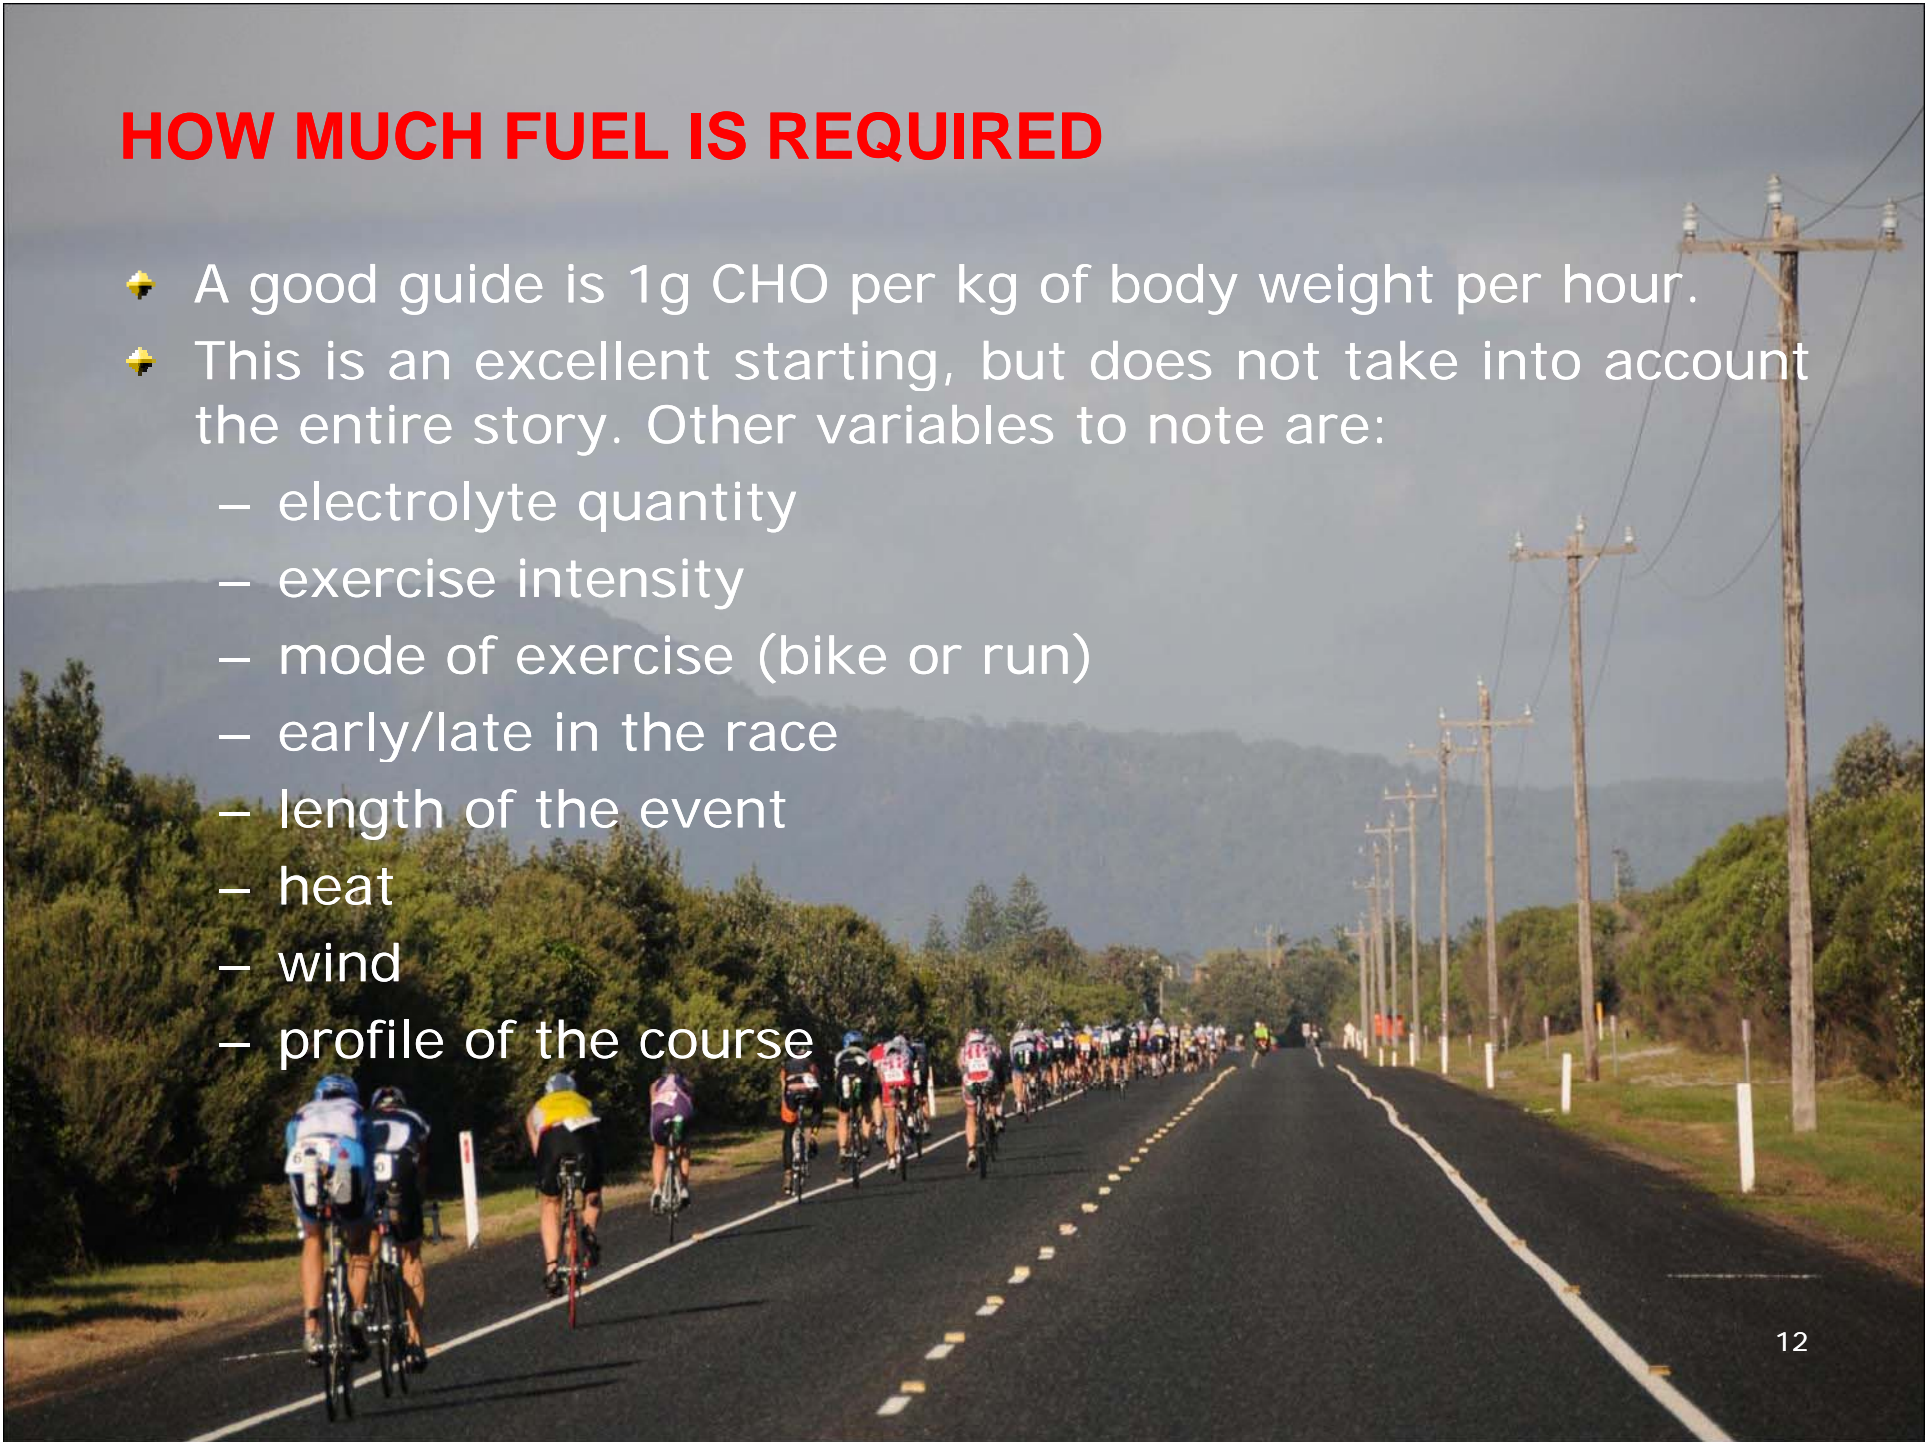 HOW MUCH FUEL IS REQUIRED
A good guide is 1g CHO per kg of body weight per hour.
This is an excellent starting, but does not take into account
the entire story. Other variables to note are:
– electrolyte quantity
– exercise intensity
– mode of exercise (bike or run)
– early/late in the race
– length of the event
– heat
– wind
– profile of the course
12